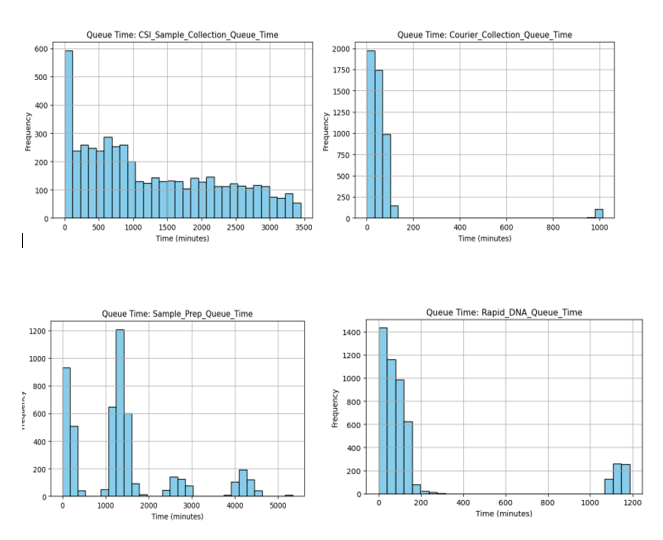 Queue Time: CSI_Sample_Collection_Queue_Time
600
500
400
300
200
100
0
Frequency
0 500 1000 1500 2000 2500 3000 3500
Time (minutes)
Queue Time: Courier_Collection_Queue_Time
2000
1750
1500
1250
1000
750
500
250
0
Frequency
0 200 400 600 800 1000
Time (minutes)
Queue Time: Sample_Prep_Queue_Time
1200
1000
800
600
400
200
0
0 1000 2000 3000 4000 5000
Time (minutes)
Queue Time: Rapid_DNA_Queue_Time
1400
1200
1000
800
600
400
200
0
Frequency
0 200 400 600 800 1000 1200
Time (minutes)